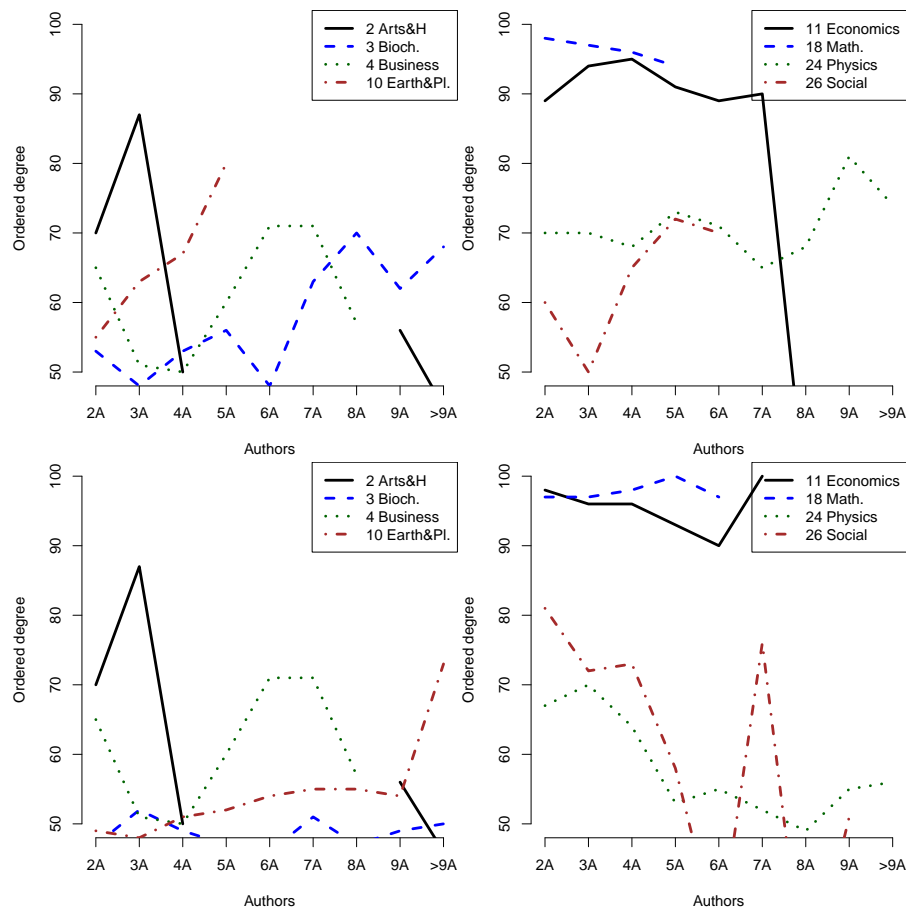 2 Arts&H
3 Bioch.
4 Business
10 Earth&Pl.
Ordered degree
50 60 70 80 90 100
2A 3A 4A 5A 6A 7A 8A 9A >9A
Authors
11 Economics
18 Math.
24 Physics
26 Social
Ordered degree
50 60 70 80 90 100
2A 3A 4A 5A 6A 7A 8A 9A >9A
Authors
2 Arts&H
3 Bioch.
4 Business
10 Earth&Pl.
Ordered degree
50 60 70 80 90 100
2A 3A 4A 5A 6A 7A 8A 9A >9A
Authors
11 Economics
18 Math.
24 Physics
26 Social
Ordered degree
50 60 70 80 90 100
2A 3A 4A 5A 6A 7A 8A 9A >9A
Authors